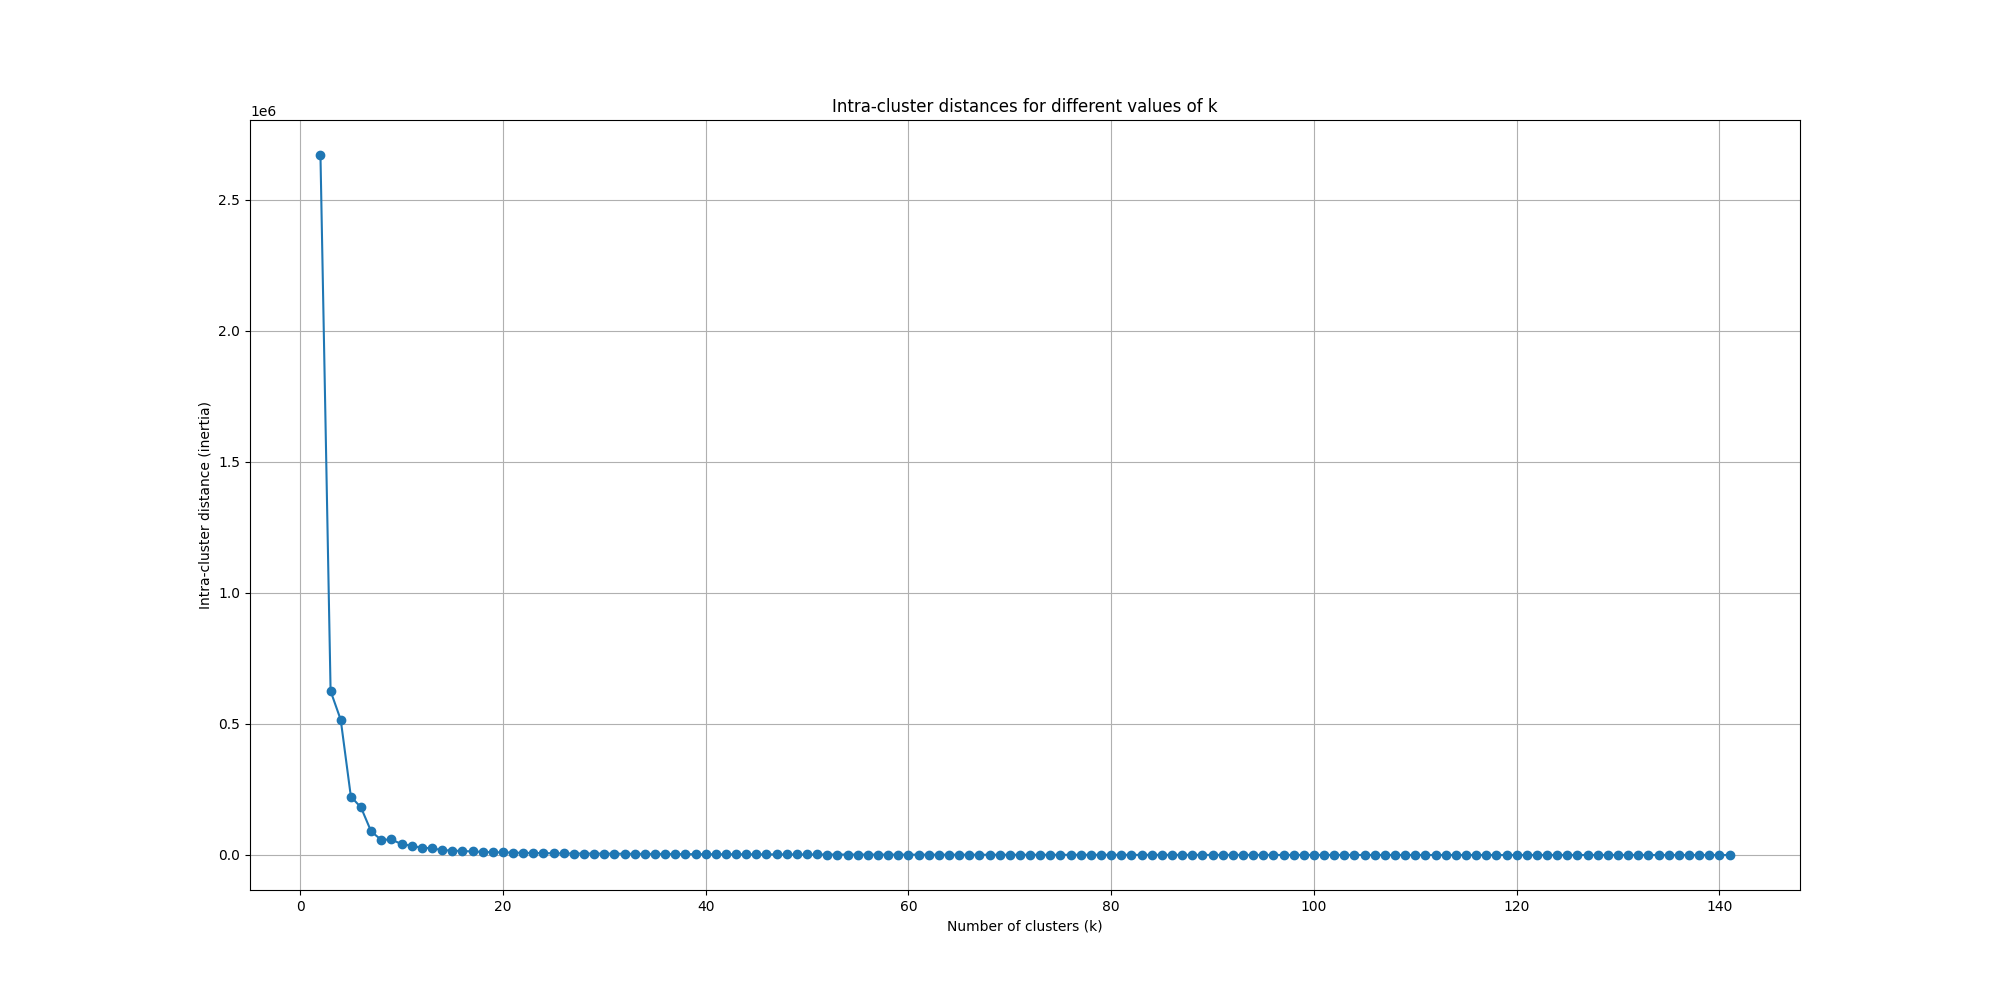 Intra-cluster distances for different values of k
1e6
2.5
2.0
1.5
1.0
0.5
0.0
Intra-cluster distance (inertia)
0 20 40 60 80 100 120 140
Number of clusters (k)